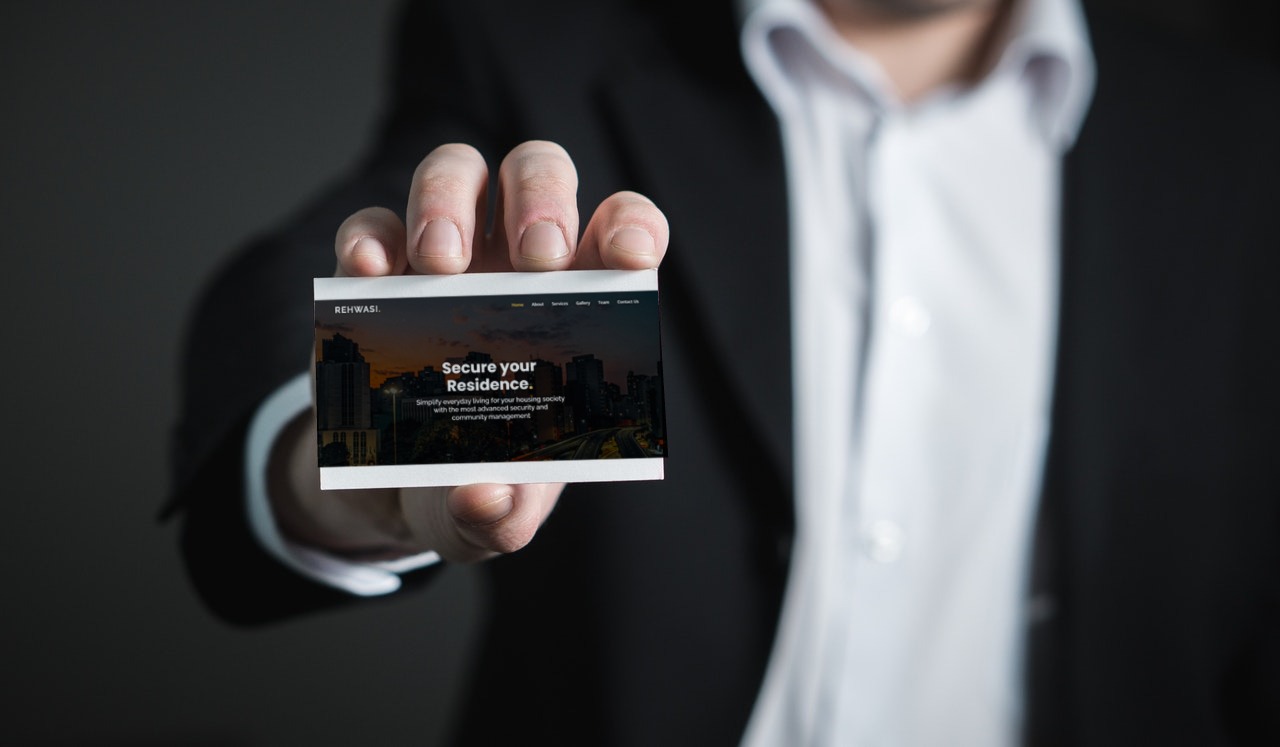 REHWASI.
Home About Services Gallery Team Contact Us
Secure your
Residence.
Simplify everyday living for your housing society
with the most advanced security and
community management